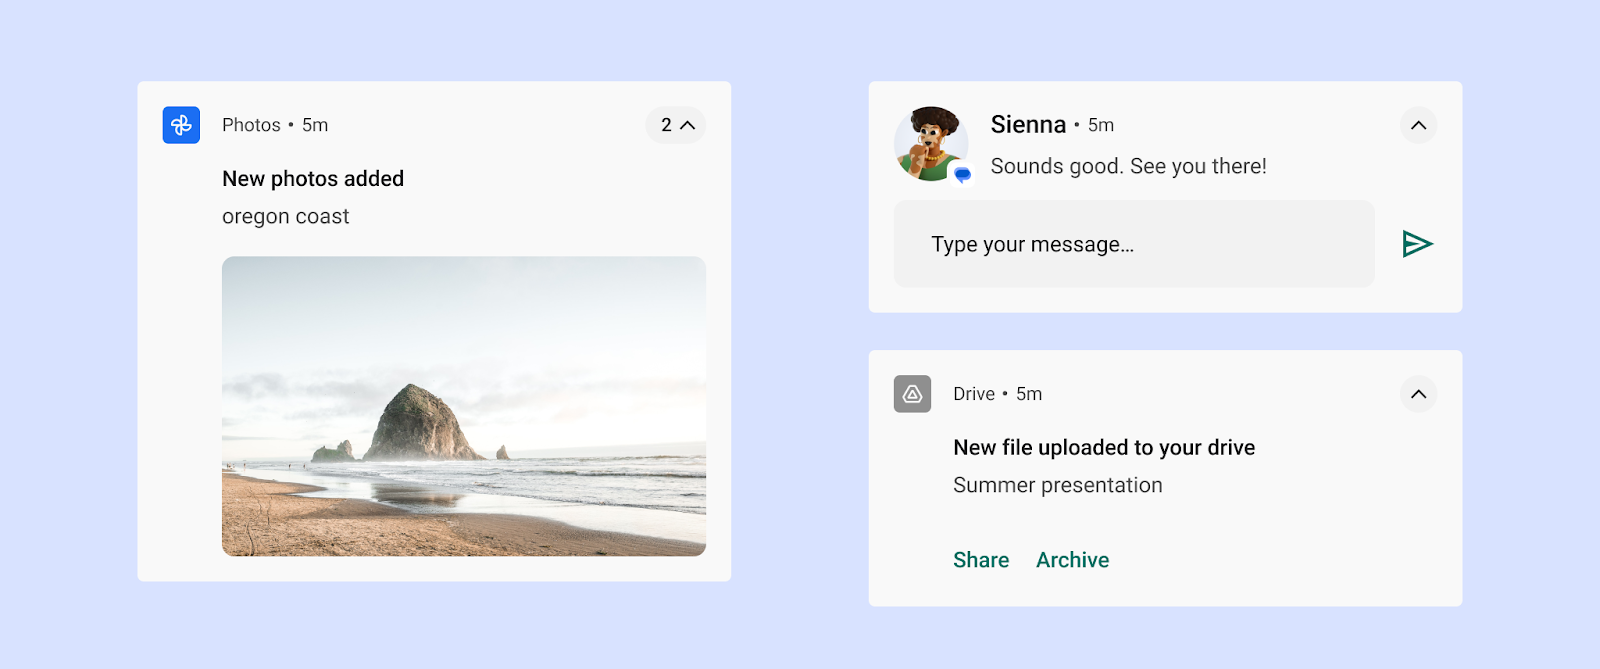 Photos • 5m
2
New photos added
oregon coast
Sienna • 5m
Sounds good. See you there!
Type your message...
Drive • 5m
New file uploaded to your drive
Summer presentation
Share Archive